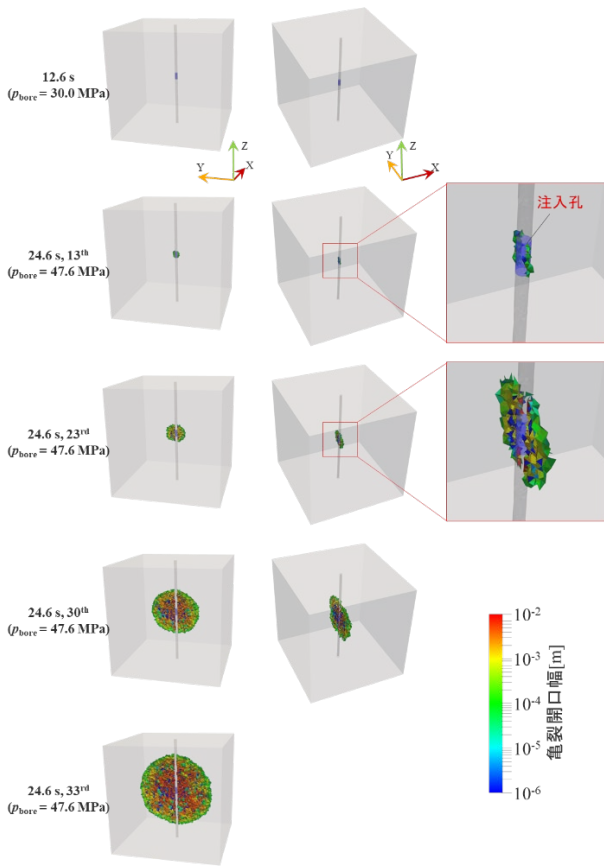 12.6 s
(pbore = 30.0 MPa)
Z
Y
X
Z
Y
X
24.6 s, 13th
(pbore = 47.6 MPa)
注入孔
24.6 s, 23rd
(pbore = 47.6 MPa)
24.6 s, 30th
(pbore = 47.6 MPa)
10-2
10-3
10-4
10-5
10-6
亀裂開口幅[m]
24.6 s, 33rd
(pbore = 47.6 MPa)